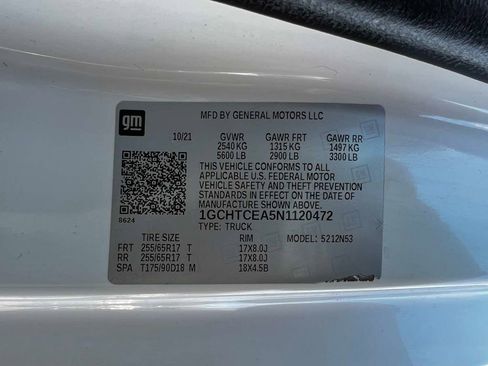 gm
MFD BY GENERAL MOTORS LLC
10/21 GVWR GAWR FRT GAWR RR
2540 KG 1315 KG 1497 KG
5600 LB 2900 LB 3300 LB
THIS VEHICLE CONFORMS TO ALL
APPLICABLE U.S. FEDERAL MOTOR
VEHICLE SAFETY AND THEFT PREVENTION
STANDARDS IN EFFECT ON THE DATE OF
MANUFACTURE SHOWN ABOVE.
8624
1GCHTCEA5N1120472
TYPE: TRUCK
TIRE SIZE RIM MODEL: 5212N53
FRT 255/65R17 T 17X8.0J
RR 255/65R17 T 17X8.0J
SPA T175/90D18 M 18X4.5B